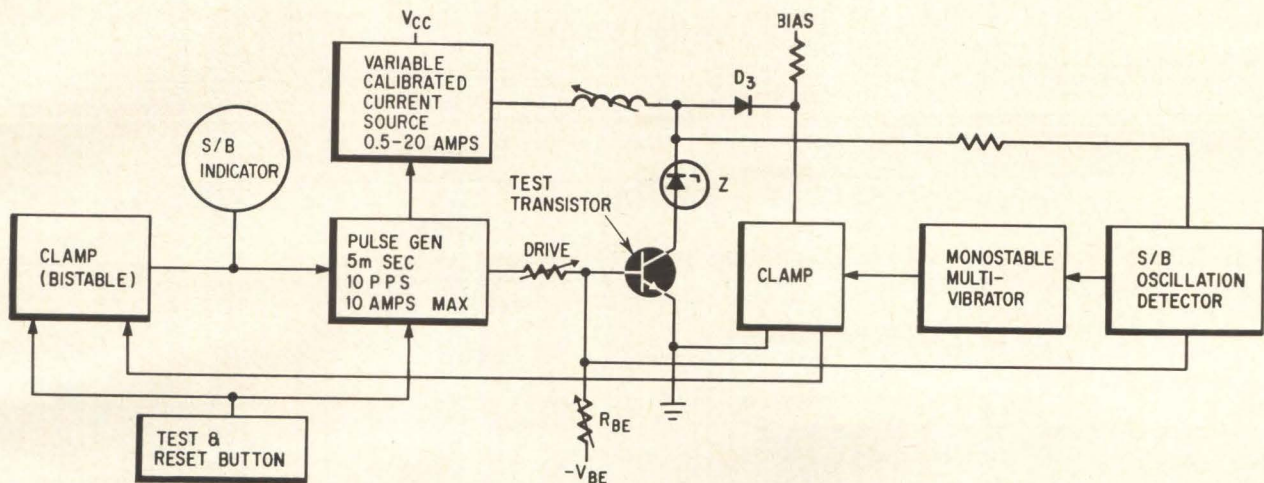 VCC
BIAS
VARIABLE
CALIBRATED
CURRENT
SOURCE
0.5-20 AMPS
D3
S/B
INDICATOR
TEST
TRANSISTOR
Z
CLAMP
(BISTABLE)
PULSE GEN
5m SEC
10 PPS
10 AMPS MAX
DRIVE
CLAMP
MONOSTABLE
MULTI-
VIBRATOR
S/B
OSCILLATION
DETECTOR
TEST &
RESET BUTTON
RBE
-VBE